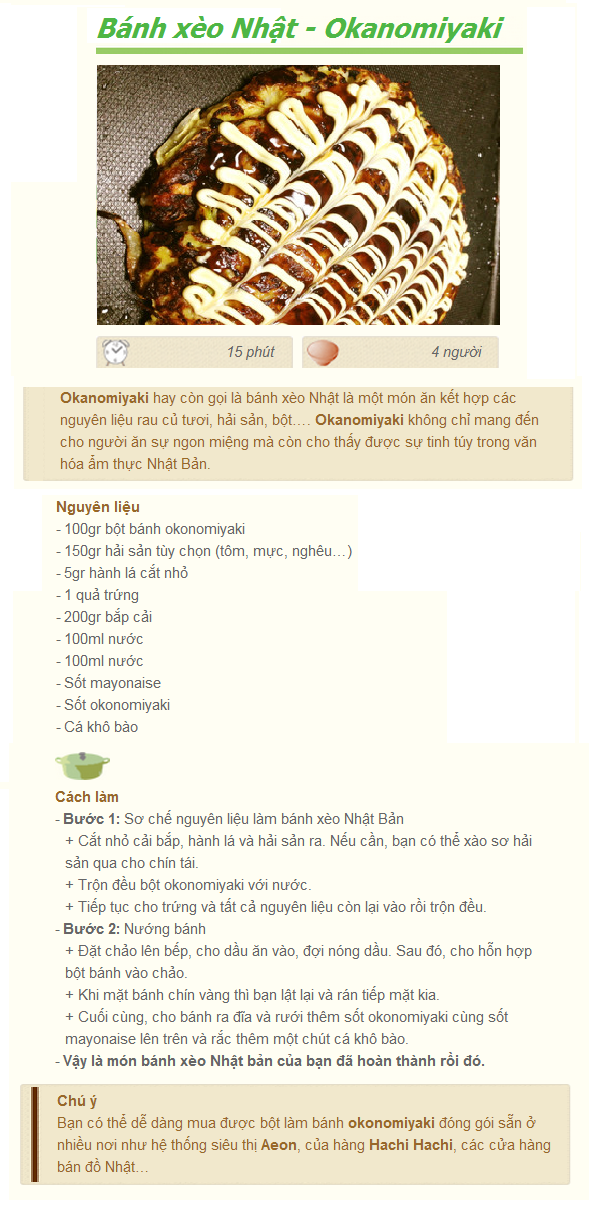 Bánh xèo Nhật - Okanomiyaki
15 phút
4 người
Okanomiyaki hay còn gọi là bánh xèo Nhật là một món ăn kết hợp các
nguyên liệu rau củ tươi, hải sản, bột…. Okanomiyaki không chỉ mang đến
cho người ăn sự ngon miệng mà còn cho thấy được sự tinh túy trong văn
hóa ẩm thực Nhật Bản.
Nguyên liệu
- 100gr bột bánh okonomiyaki
- 150gr hải sản tùy chọn (tôm, mực, nghêu…)
- 5gr hành lá cắt nhỏ
- 1 quả trứng
- 200gr bắp cải
- 100ml nước
- 100ml nước
- Sốt mayonaise
- Sốt okonomiyaki
- Cá khô bào
Cách làm
- Bước 1: Sơ chế nguyên liệu làm bánh xèo Nhật Bản
+ Cắt nhỏ cải bắp, hành lá và hải sản ra. Nếu cần, bạn có thể xào sơ hải
sản qua cho chín tái.
+ Trộn đều bột okonomiyaki với nước.
+ Tiếp tục cho trứng và tất cả nguyên liệu còn lại vào rồi trộn đều.
- Bước 2: Nướng bánh
+ Đặt chảo lên bếp, cho dầu ăn vào, đợi nóng dầu. Sau đó, cho hỗn hợp
bột bánh vào chảo.
+ Khi mặt bánh chín vàng thì bạn lật lại và rán tiếp mặt kia.
+ Cuối cùng, cho bánh ra đĩa và rưới thêm sốt okonomiyaki cùng sốt
mayonaise lên trên và rắc thêm một chút cá khô bào.
- Vậy là món bánh xèo Nhật bản của bạn đã hoàn thành rồi đó.
Chú ý
Bạn có thể dễ dàng mua được bột làm bánh okonomiyaki đóng gói sẵn ở
nhiều nơi như hệ thống siêu thị Aeon, của hàng Hachi Hachi, các cửa hàng
bán đồ Nhật…